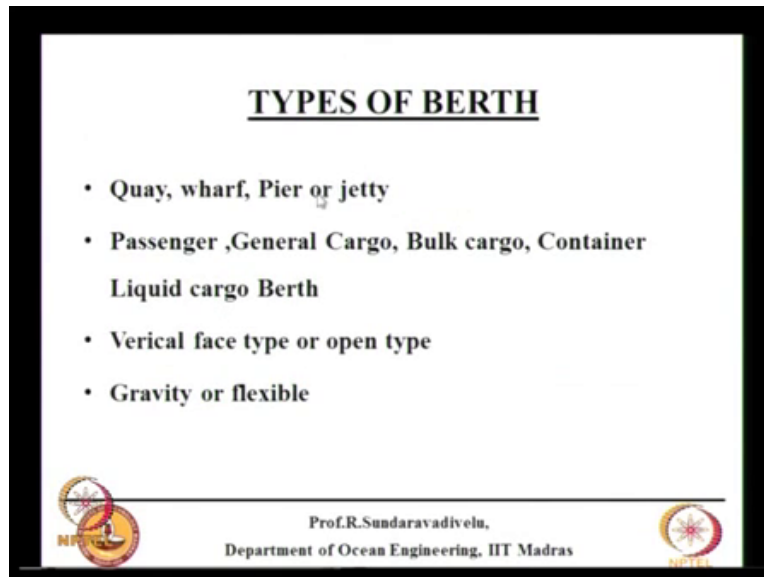 TYPES OF BERTH
• Quay, wharf, Pier or jetty
• Passenger ,General Cargo, Bulk cargo, Container
Liquid cargo Berth
• Verical face type or open type
• Gravity or flexible
Prof.R.Sundaravadivelu,
Department of Ocean Engineering, IIT Madras
NPTEL